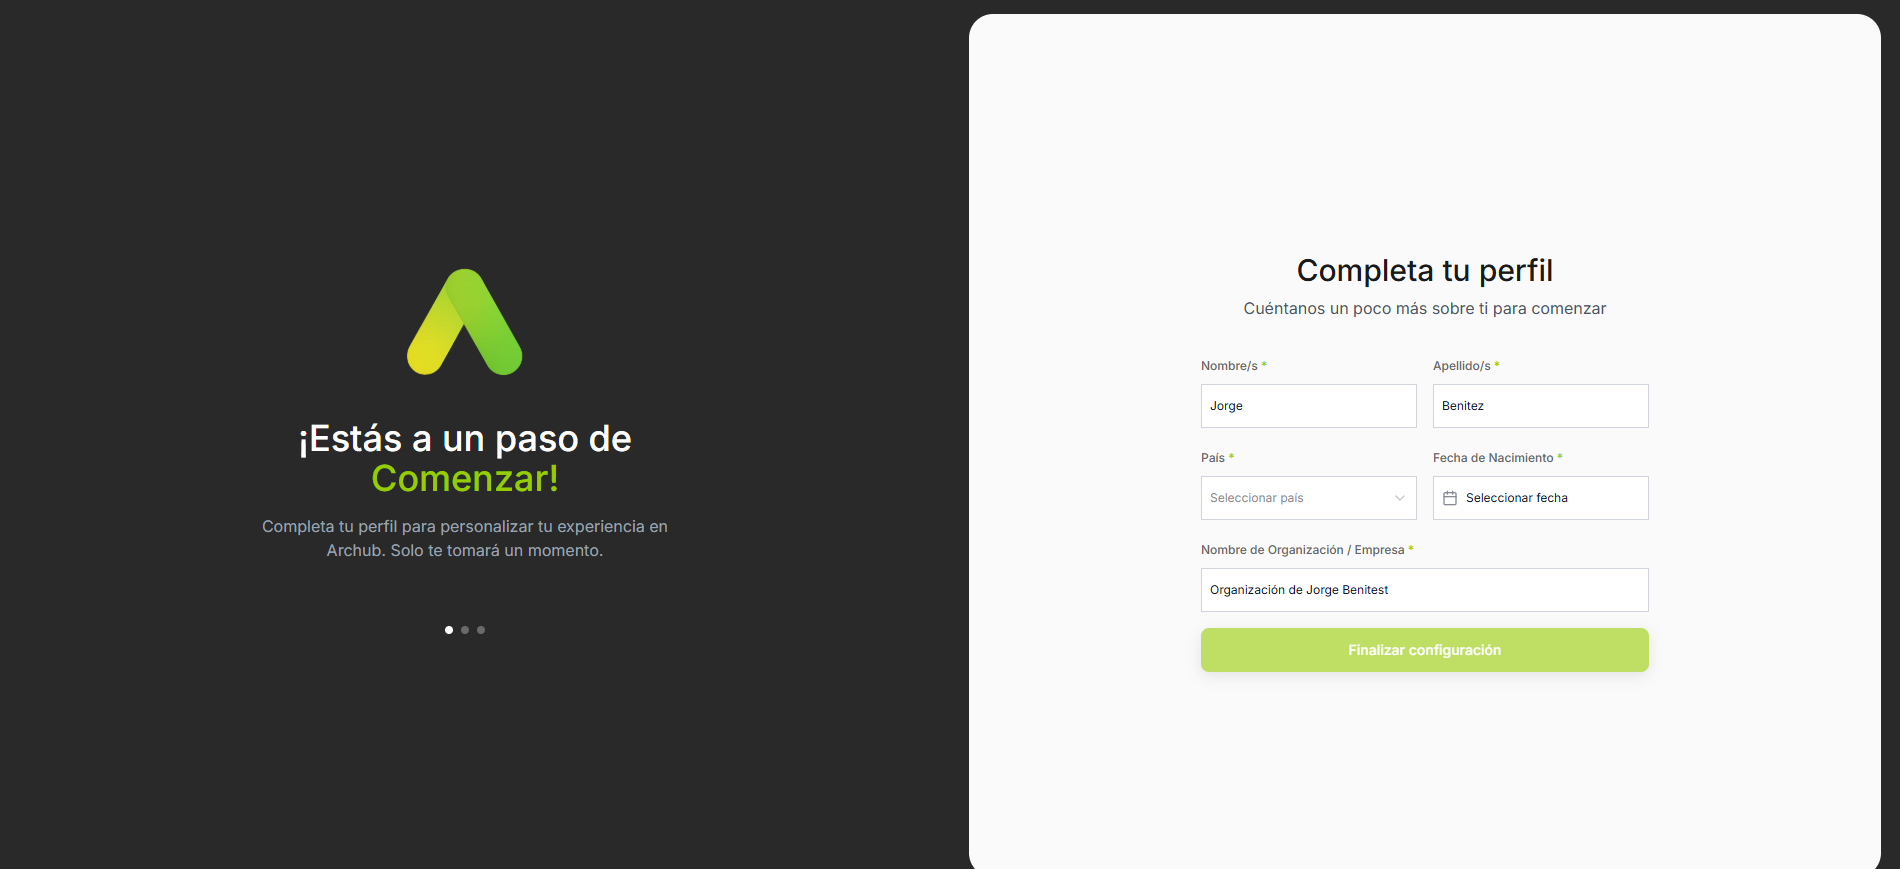 ¡Estás a un paso de
Comenzar!
Completa tu perfil para personalizar tu experiencia en
Archub. Solo te tomará un momento.
Completa tu perfil
Cuéntanos un poco más sobre ti para comenzar
Nombre/s *
Apellido/s *
Jorge
Benitez
País *
Fecha de Nacimiento *
Seleccionar país
Seleccionar fecha
Nombre de Organización / Empresa *
Organización de Jorge Benitest
Finalizar configuración